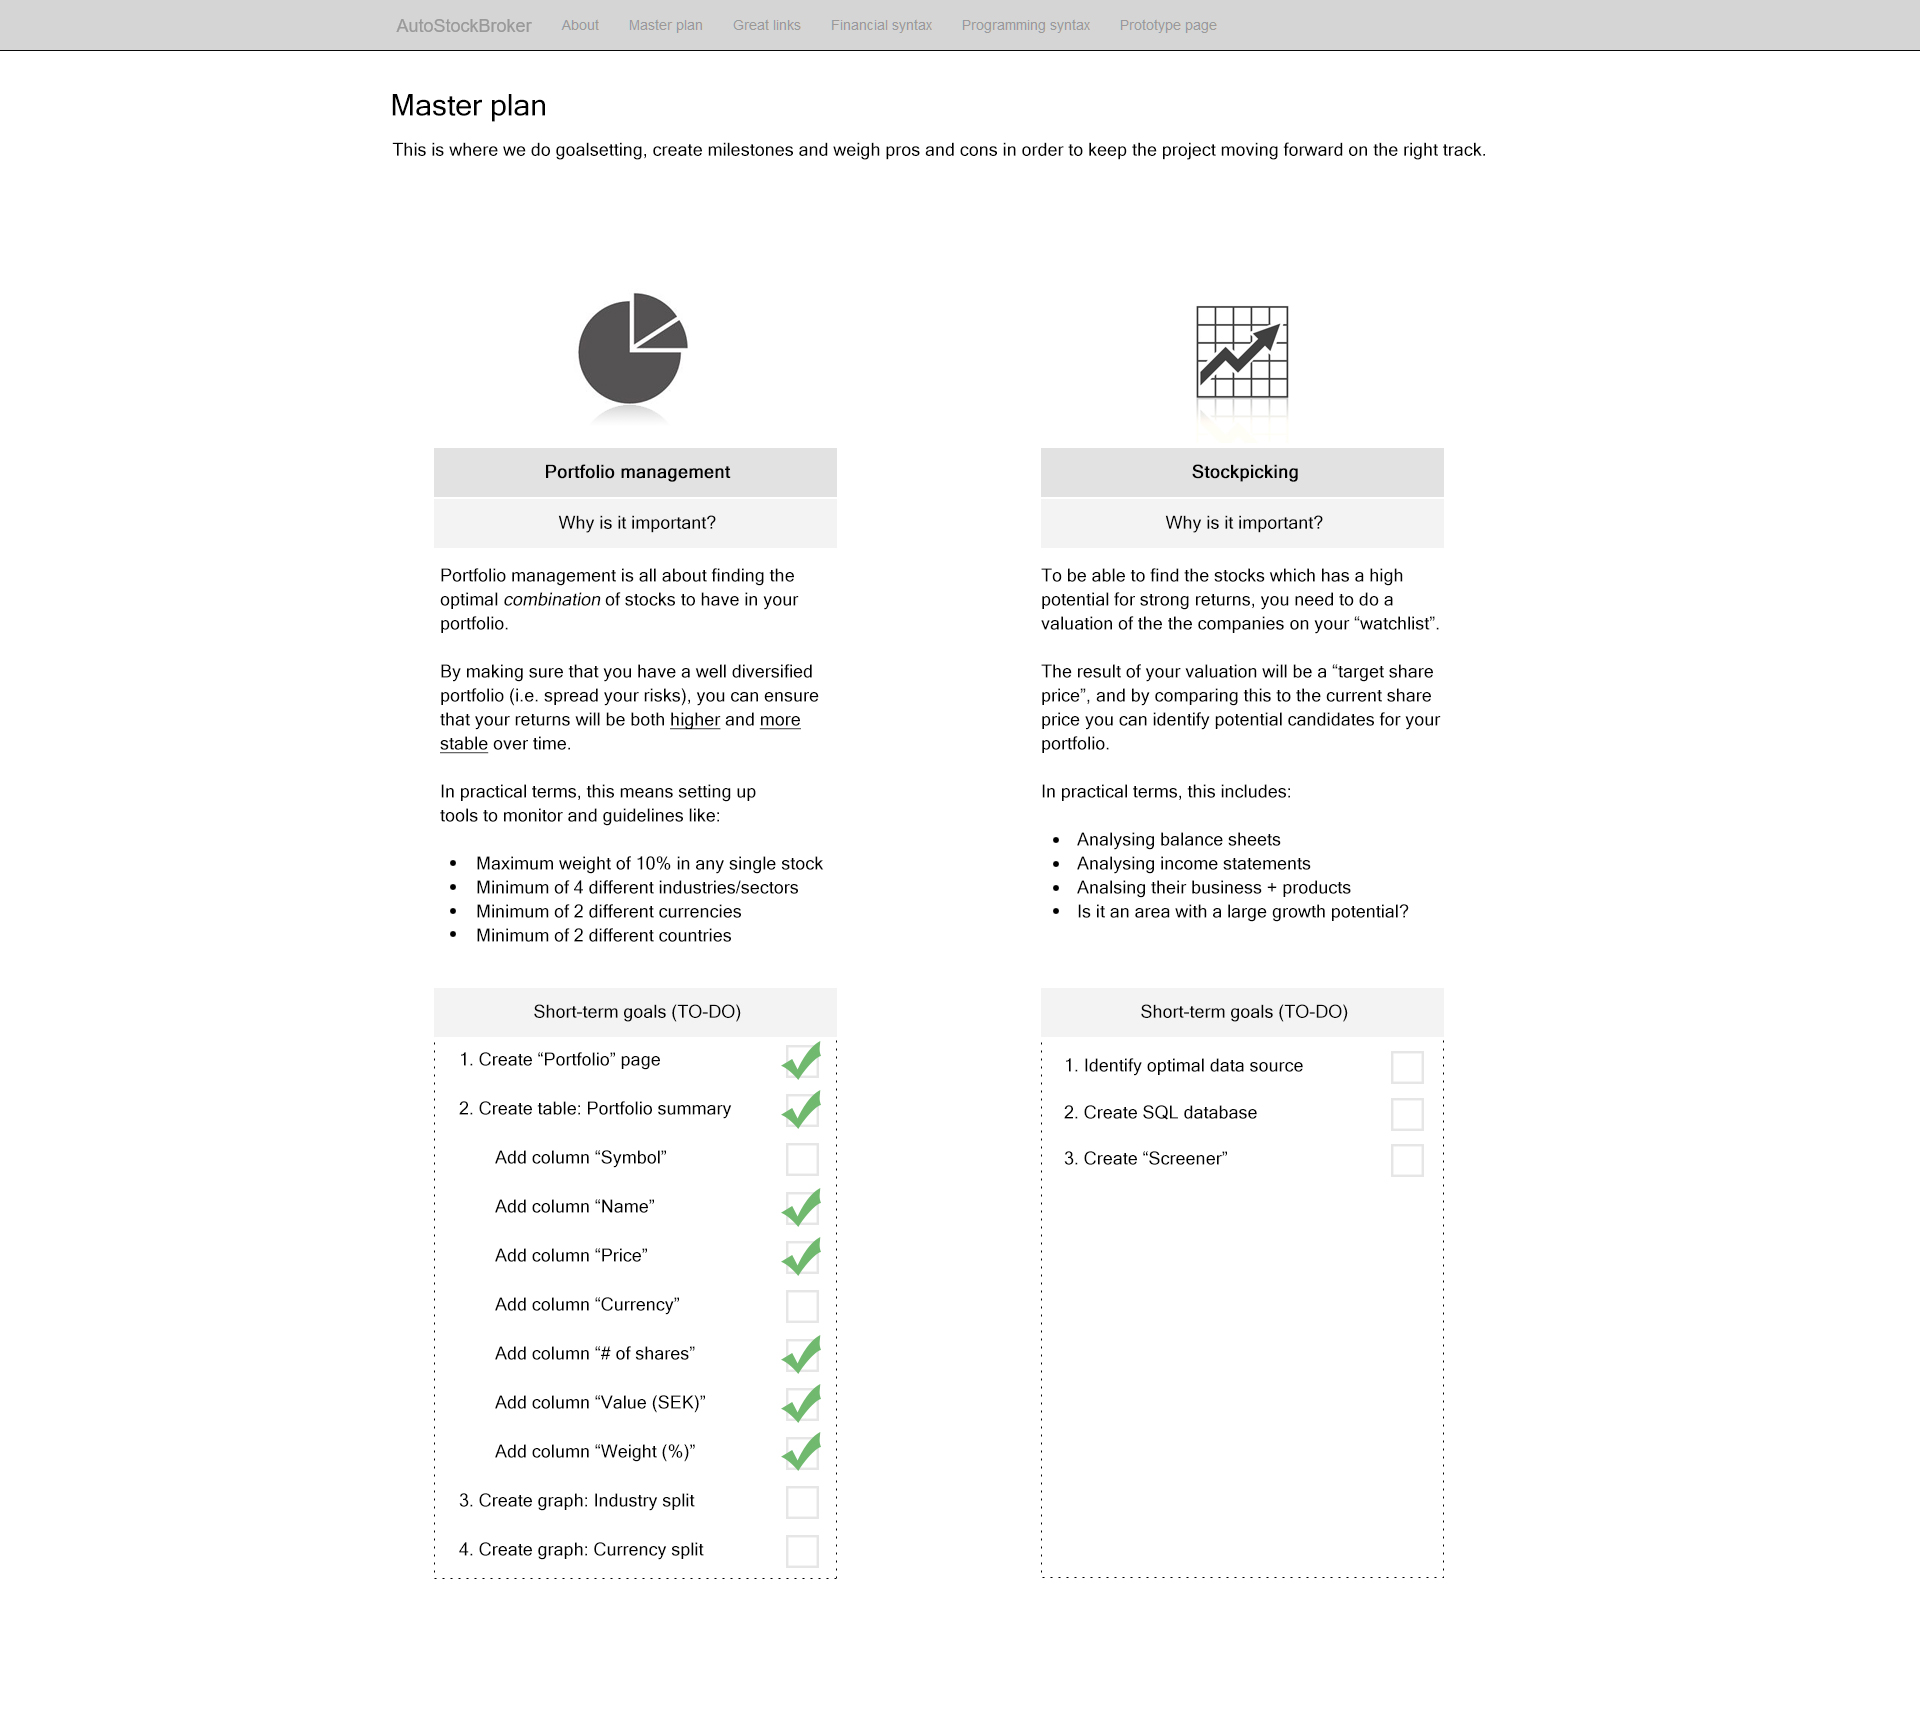 AutoStockBroker About Master plan Great links Financial syntax Programming syntax Prototype page
Master plan
This is where we do goalsetting, create milestones and weigh pros and cons in order to keep the project moving forward on the right track.
Portfolio management
Why is it important?
Portfolio management is all about finding the
optimal combination of stocks to have in your
portfolio.
By making sure that you have a well diversified
portfolio (i.e. spread your risks), you can ensure
that your returns will be both higher and more
stable over time.
In practical terms, this means setting up
tools to monitor and guidelines like:
• Maximum weight of 10% in any single stock
• Minimum of 4 different industries/sectors
• Minimum of 2 different currencies
• Minimum of 2 different countries
Short-term goals (TO-DO)
1. Create “Portfolio” page
2. Create table: Portfolio summary
Add column “Symbol”
Add column “Name”
Add column “Price”
Add column “Currency”
Add column “# of shares”
Add column “Value (SEK)”
Add column “Weight (%)”
3. Create graph: Industry split
4. Create graph: Currency split
Stockpicking
Why is it important?
To be able to find the stocks which has a high
potential for strong returns, you need to do a
valuation of the the companies on your “watchlist”.
The result of your valuation will be a “target share
price”, and by comparing this to the current share
price you can identify potential candidates for your
portfolio.
In practical terms, this includes:
• Analysing balance sheets
• Analysing income statements
• Analsing their business + products
• Is it an area with a large growth potential?
Short-term goals (TO-DO)
1. Identify optimal data source
2. Create SQL database
3. Create “Screener”